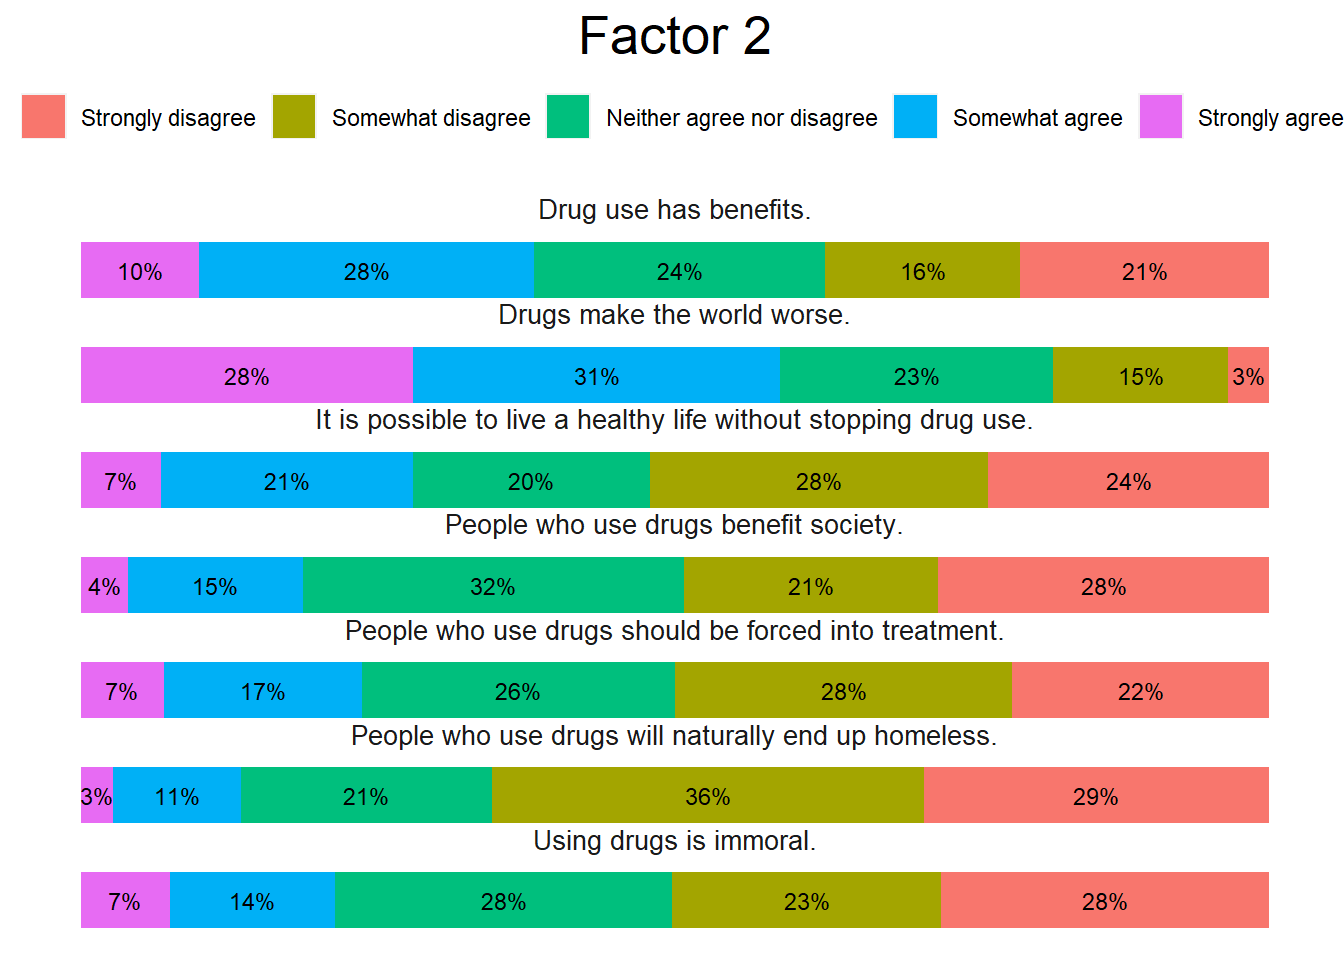 Factor 2
Strongly disagree Somewhat disagree Neither agree nor disagree Somewhat agree Strongly agree
Drug use has benefits.
10% 28% 24% 16% 21%
Drugs make the world worse.
28% 31% 23% 15% 3%
It is possible to live a healthy life without stopping drug use.
7% 21% 20% 28% 24%
People who use drugs benefit society.
4% 15% 32% 21% 28%
People who use drugs should be forced into treatment.
7% 17% 26% 28% 22%
People who use drugs will naturally end up homeless.
3% 11% 21% 36% 29%
Using drugs is immoral.
7% 14% 28% 23% 28%